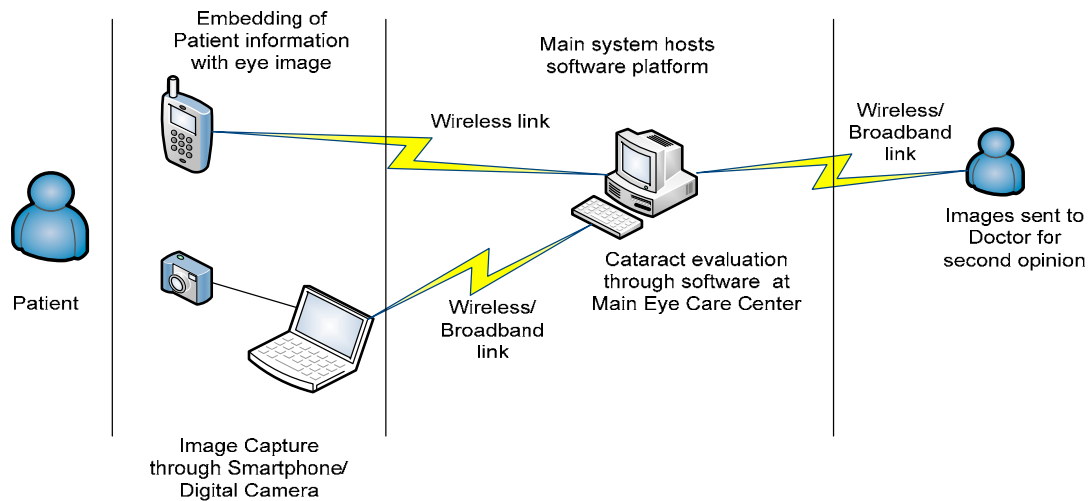 Embedding of
Patient information
with eye image
Main system hosts
software platform
Wireless link
Wireless/
Broadband
link
Patient
Wireless/
Broadband
link
Cataract evaluation
through software at
Main Eye Care Center
Images sent to
Doctor for
second opinion
Image Capture
through Smartphone/
Digital Camera